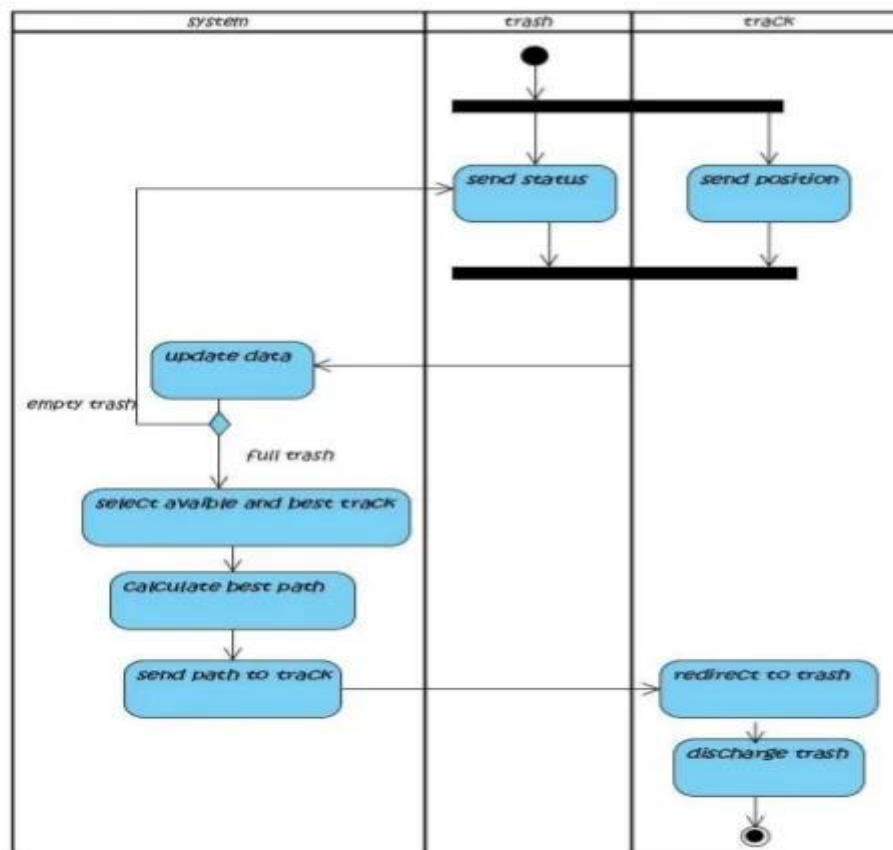 system
trash
track
send status
send position
update data
empty trash
full trash
select avaible and best track
calculate best path
send path to track
redirect to trash
discharge trash